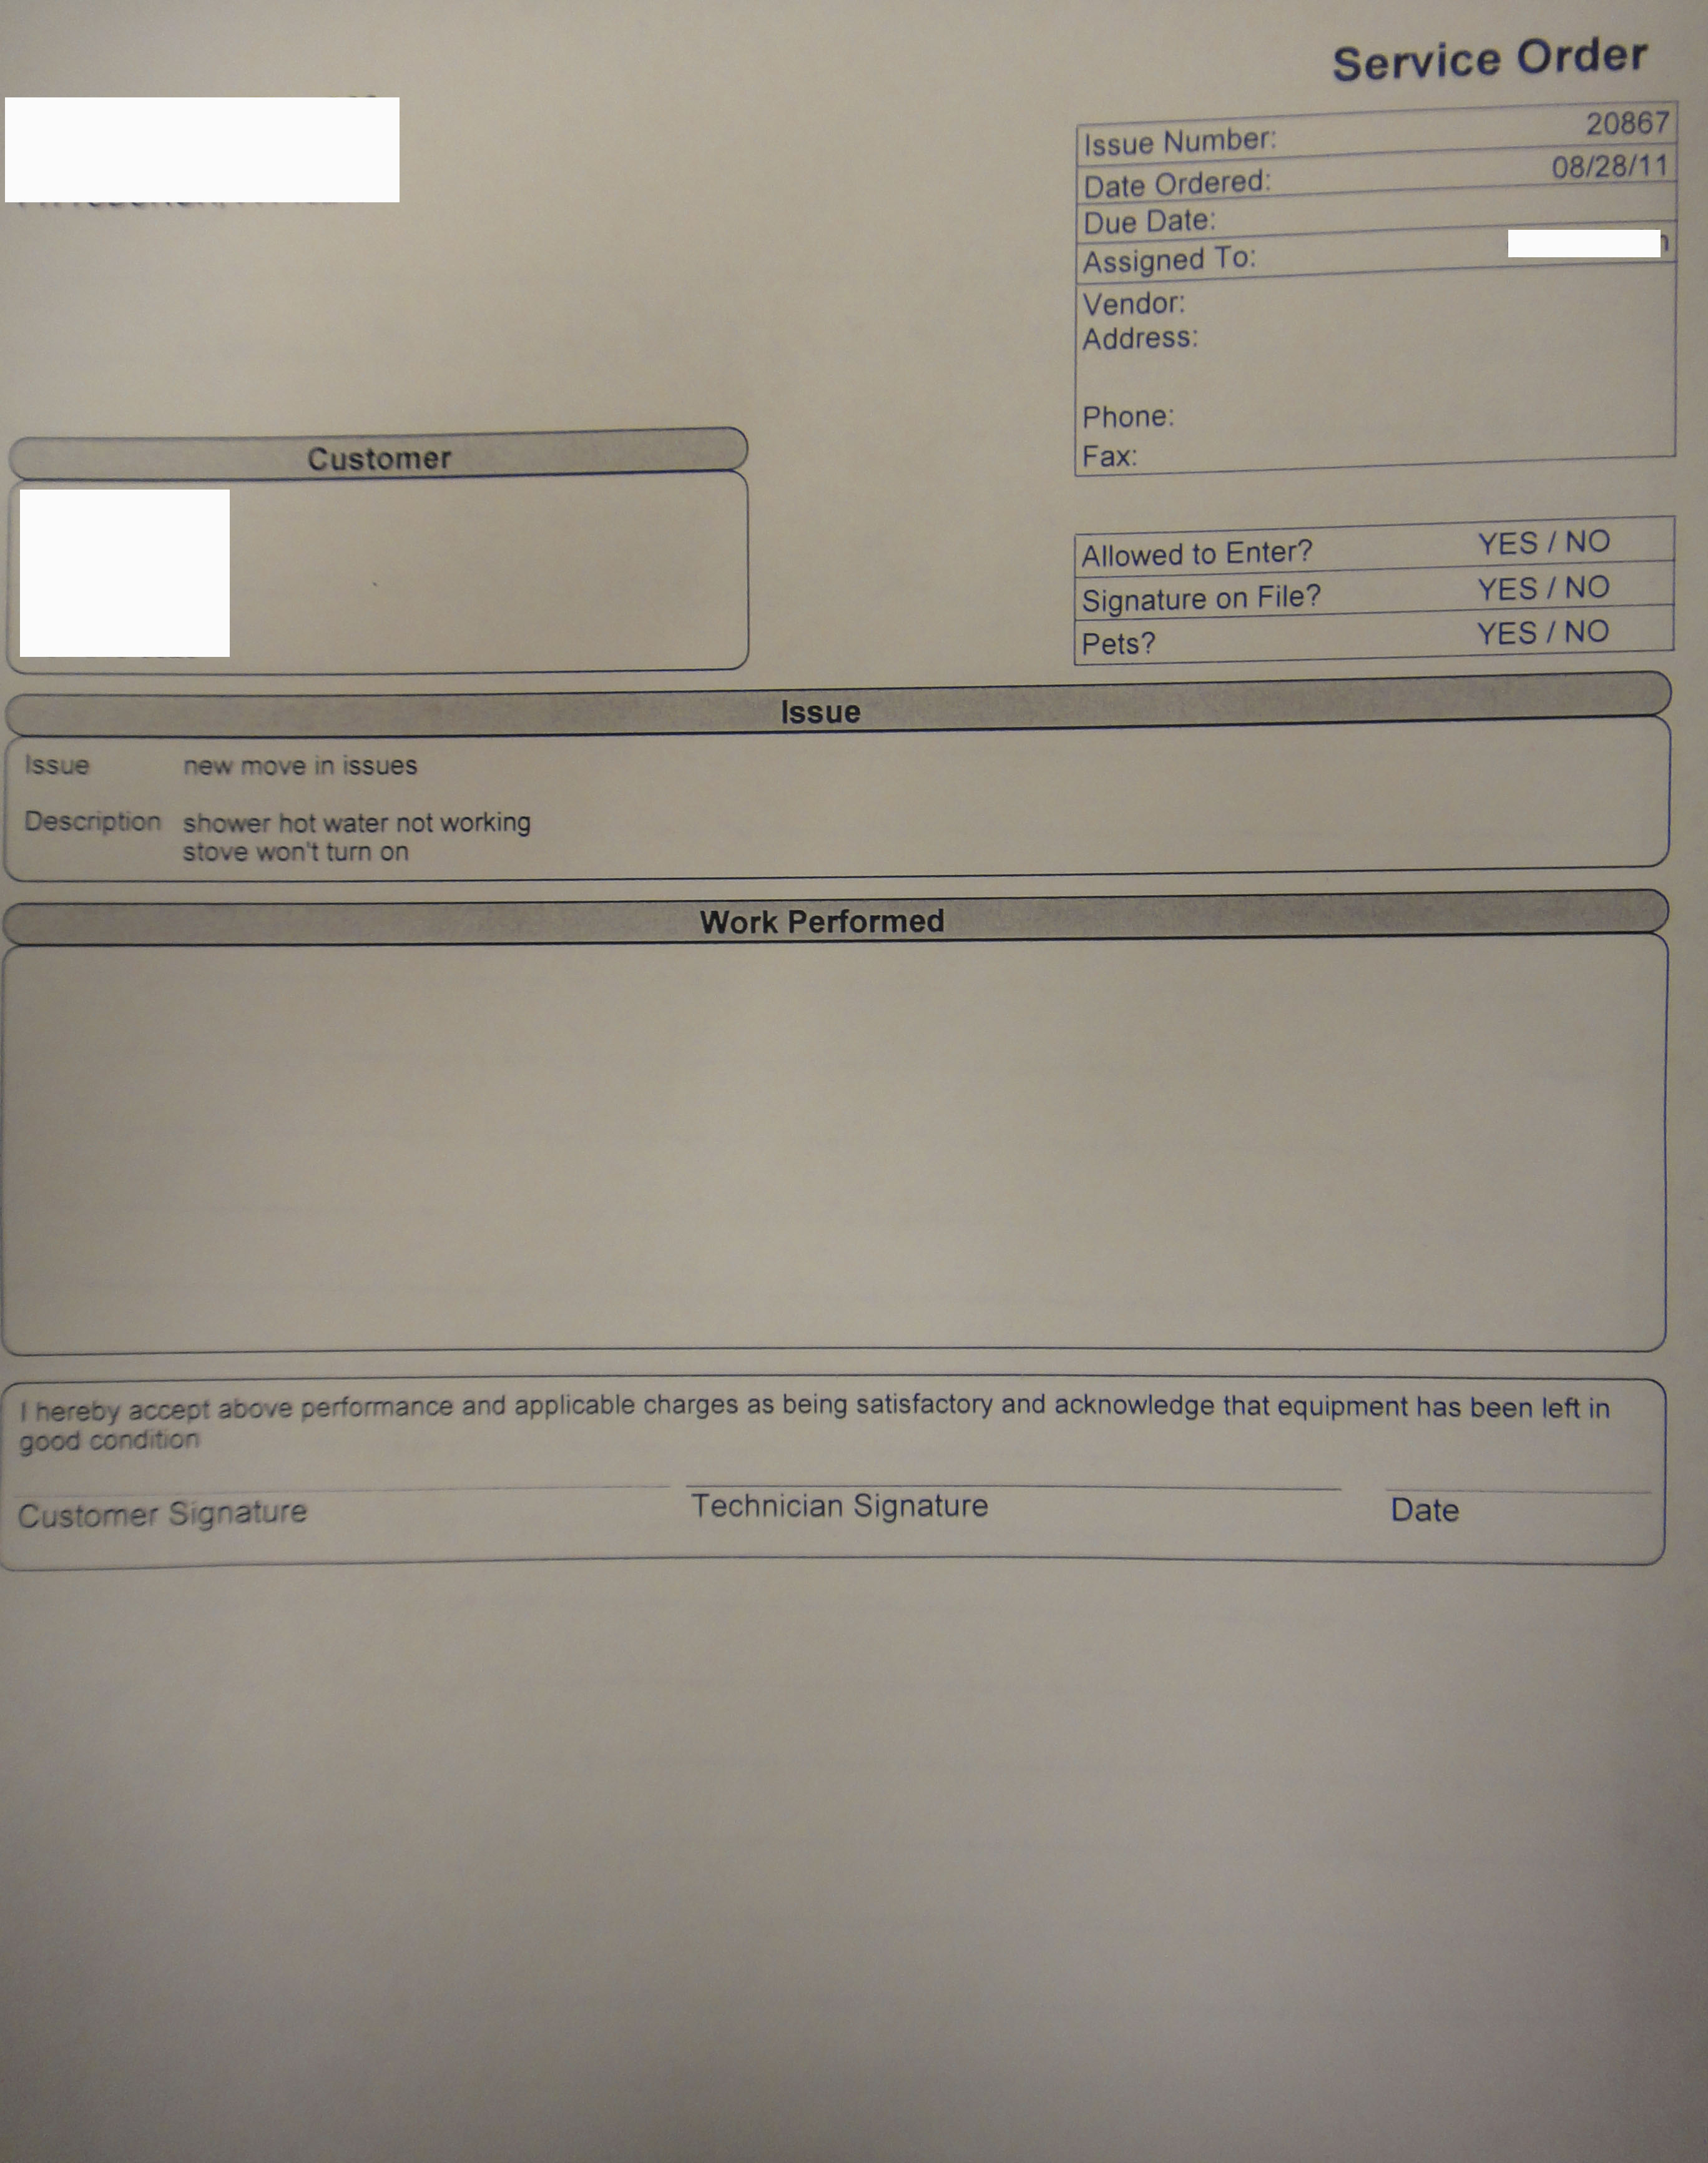 Service Order
Issue Number: 20867
Date Ordered: 08/28/11
Due Date:
Assigned To:
Vendor:
Address:
Phone:
Fax:
Customer
Allowed to Enter? YES / NO
Signature on File? YES / NO
Pets? YES / NO
Issue
Issue new move in issues
Description shower hot water not working
stove won't turn on
Work Performed
I hereby accept above performance and applicable charges as being satisfactory and acknowledge that equipment has been left in
good condition
Customer Signature Technician Signature Date